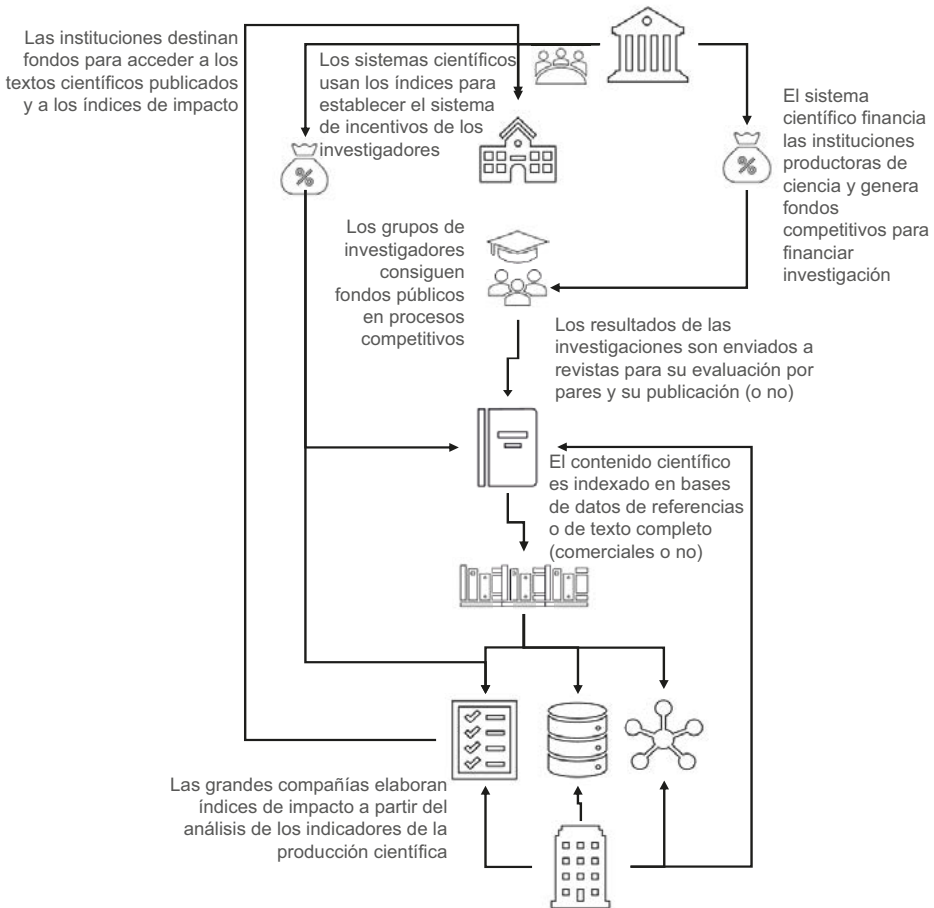 Las instituciones destinan
fondos para acceder a los
textos científicos publicados
y a los índices de impacto
Los sistemas científicos
usan los índices para
establecer el sistema
de incentivos de los
investigadores
El sistema
científico financia
las instituciones
productoras de
ciencia y genera
fondos
competitivos para
financiar
investigación
%
%
Los grupos de
investigadores
consiguen
fondos públicos
en procesos
competitivos
Los resultados de las
investigaciones son enviados a
revistas para su evaluación por
pares y su publicación (o no)
El contenido científico
es indexado en bases
de datos de referencias
o de texto completo
(comerciales o no)
Las grandes compañías elaboran
índices de impacto a partir del
análisis de los indicadores de la
producción científica